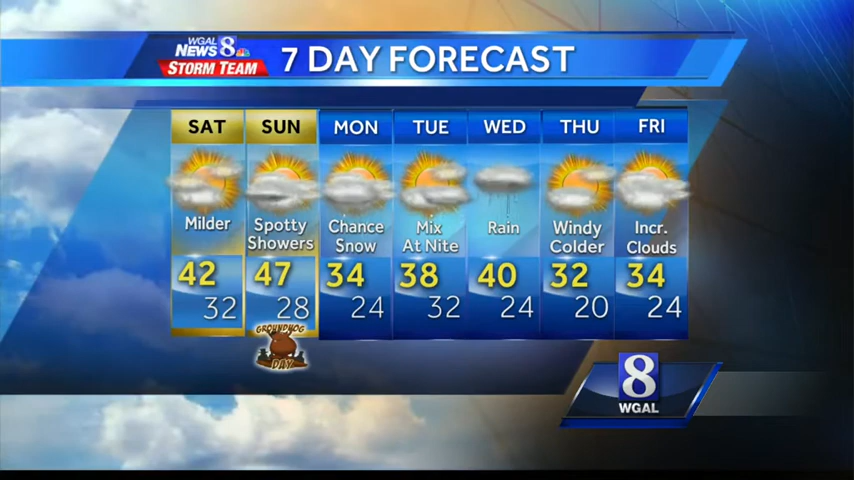 WGAL
NEWS 8
STORM TEAM
7 DAY FORECAST
SAT SUN MON TUE WED THU FRI
Milder
Spotty
Showers
Chance
Snow
Mix
At Nite
Rain
Windy
Colder
Incr.
Clouds
42 47 34 38 40 32 34
32 28 24 32 24 20 24
GROUNDHOG
DAY
8
WGAL